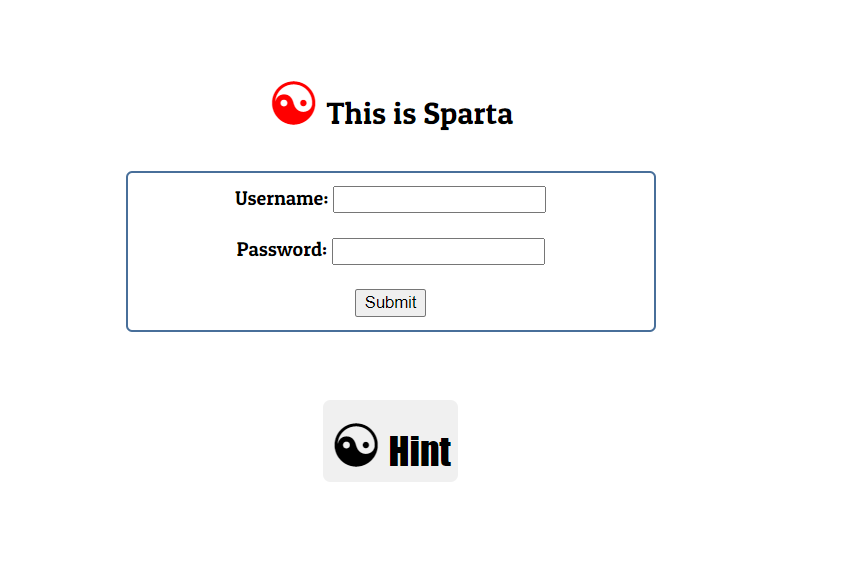 This is Sparta
Username:
Password:
Submit
Hint